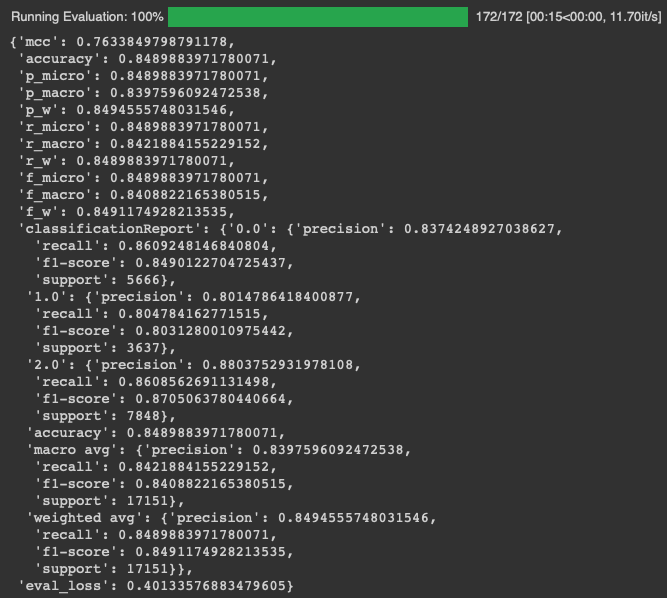 Running Evaluation: 100% 172/172 [00:15<00:00, 11.70it/s]
{'mcc': 0.7633849798791178,
'accuracy': 0.8489883971780071,
'p_micro': 0.8489883971780071,
'p_macro': 0.8397596092472538,
'p_w': 0.8494555748031546,
'r_micro': 0.8489883971780071,
'r_macro': 0.8421884155229152,
'r_w': 0.8489883971780071,
'f_micro': 0.8489883971780071,
'f_macro': 0.8408822165380515,
'f_w': 0.8491174928213535,
'classificationReport': {'0.0': {'precision': 0.8374248927038627,
'recall': 0.8609248146840804,
'f1-score': 0.8490122704725437,
'support': 5666},
'1.0': {'precision': 0.8014786418400877,
'recall': 0.804784162771515,
'f1-score': 0.8031280010975442,
'support': 3637},
'2.0': {'precision': 0.8803752931978108,
'recall': 0.8608562691131498,
'f1-score': 0.8705063780440664,
'support': 7848},
'accuracy': 0.8489883971780071,
'macro avg': {'precision': 0.8397596092472538,
'recall': 0.8421884155229152,
'f1-score': 0.8408822165380515,
'support': 17151},
'weighted avg': {'precision': 0.8494555748031546,
'recall': 0.8489883971780071,
'f1-score': 0.8491174928213535,
'support': 17151}},
'eval_loss': 0.40133576883479605}